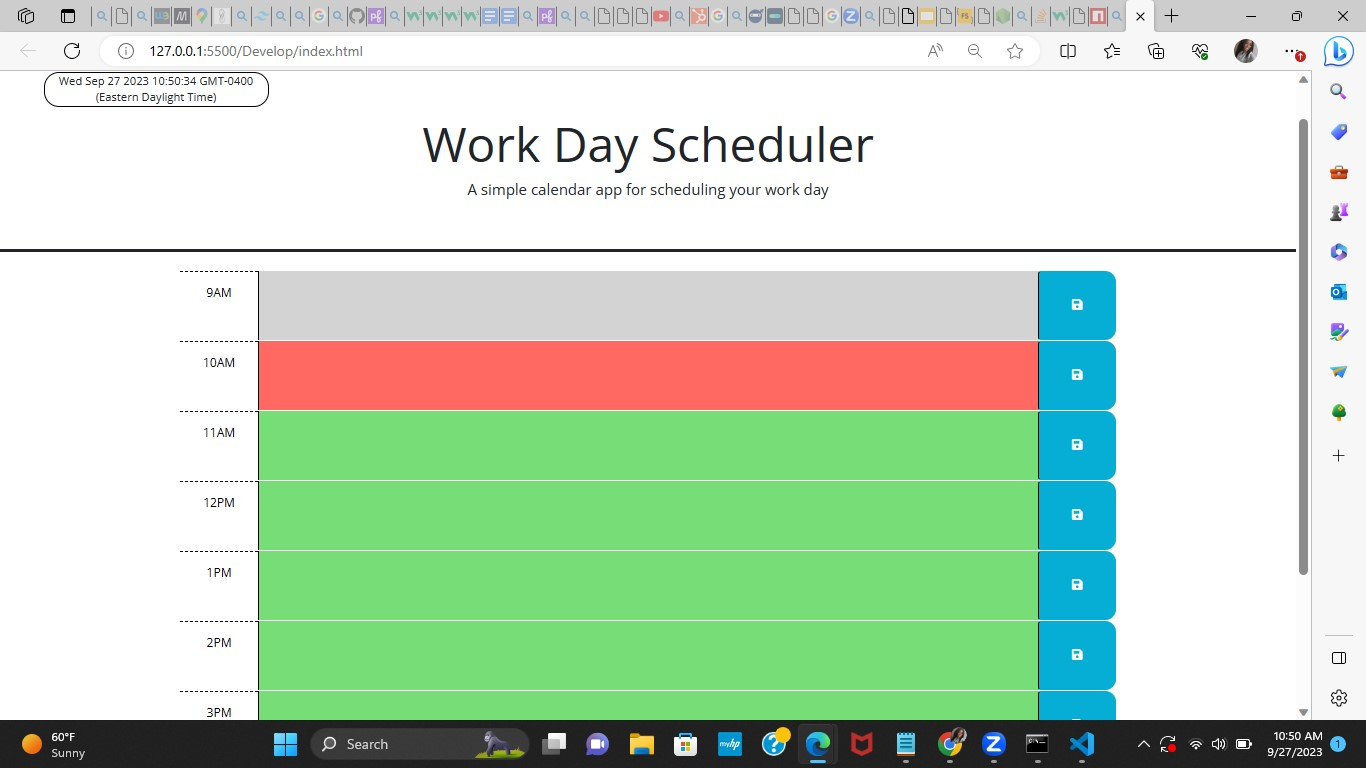 127.0.0.1:5500/Develop/index.html
Wed Sep 27 2023 10:50:34 GMT-0400
(Eastern Daylight Time)
Work Day Scheduler
A simple calendar app for scheduling your work day
9AM
10AM
11AM
12PM
1PM
2PM
3PM
60°F
Sunny
Search
myhp
10:50 AM
9/27/2023
1